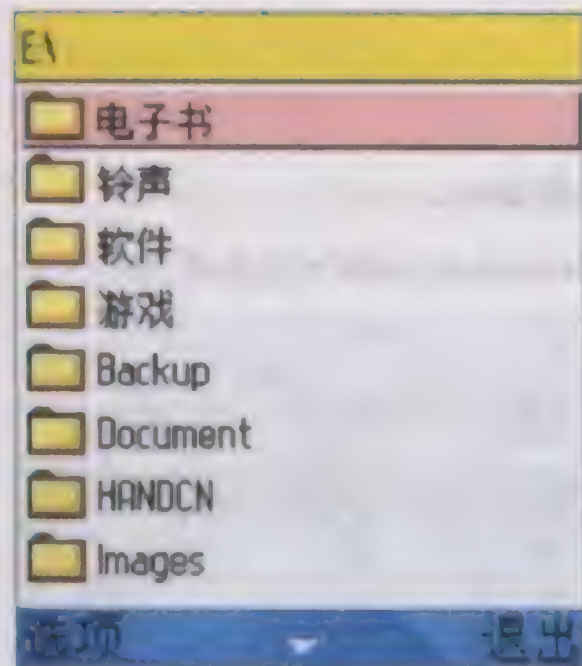 E:\
电子书
铃声
软件
游戏
Backup
Document
HANDCN
Images
选项 退出